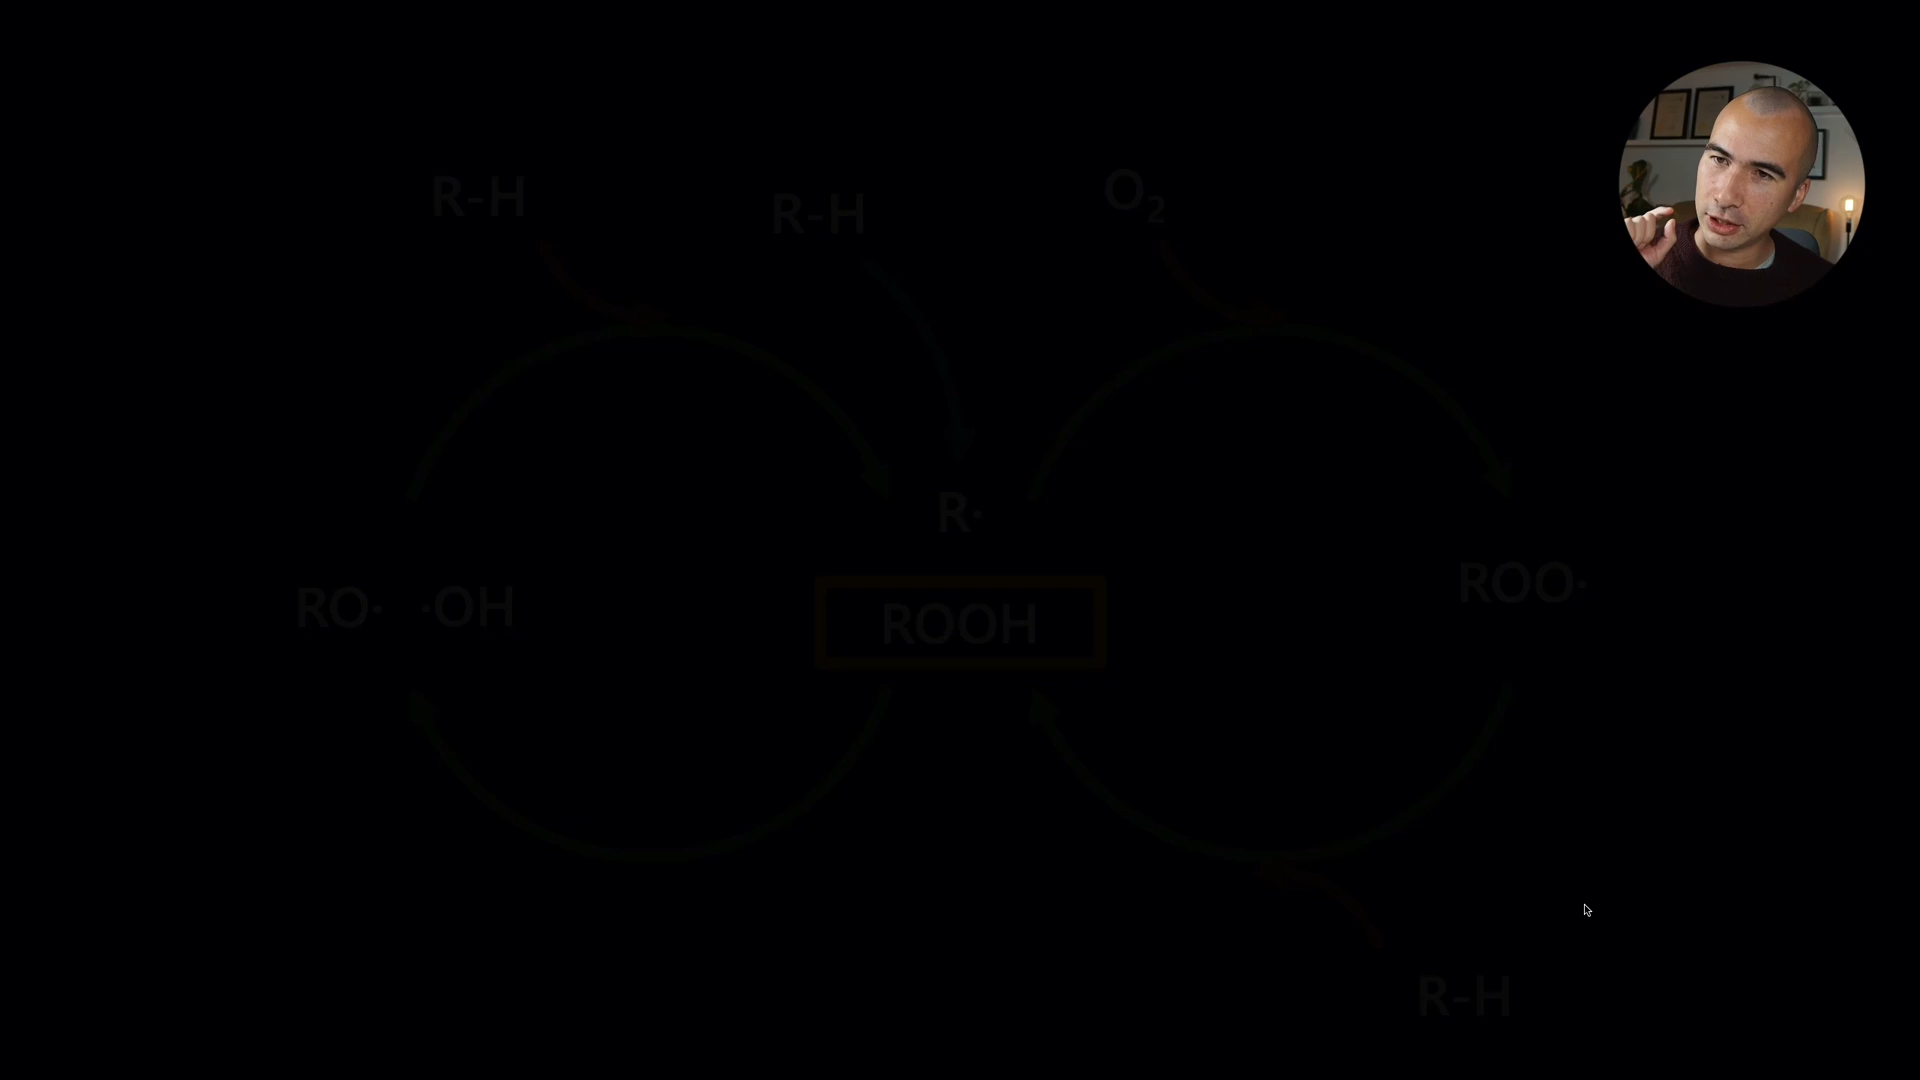 R-H
R-H
O₂
R·
RO· ·OH
ROO·
ROOH
R-H